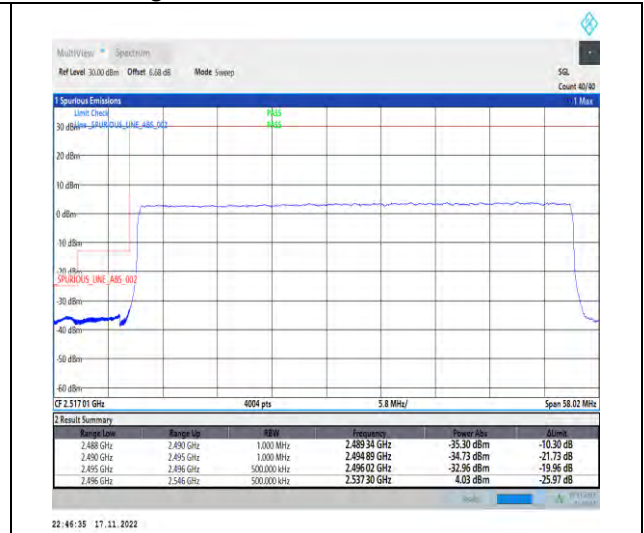 MultiView Spectrum
Ref Level 30.00 dBm Offset 6.68 dB Mode Sweep SGL
Count 40/40
1 Spurious Emissions 1 Max
Limit Check PASS
30 dBm Line _SPURIOUS_LINE_ABS_002 PASS
20 dBm
10 dBm
0 dBm
-10 dBm
-20 dBm
SPURIOUS_LINE_ABS_002
-30 dBm
-40 dBm
-50 dBm
-60 dBm
CF 2.517 01 GHz 4004 pts 5.8 MHz/ Span 58.02 MHz
2 Result Summary
Range Low Range Up RBW Frequency Power Abs ΔLimit
2.488 GHz 2.490 GHz 1.000 MHz 2.489 34 GHz -35.30 dBm -10.30 dB
2.490 GHz 2.495 GHz 1.000 MHz 2.494 89 GHz -34.73 dBm -21.73 dB
2.495 GHz 2.496 GHz 500.000 kHz 2.496 02 GHz -32.96 dBm -19.96 dB
2.496 GHz 2.546 GHz 500.000 kHz 2.537 30 GHz 4.03 dBm -25.97 dB
22:46:35 17.11.2022